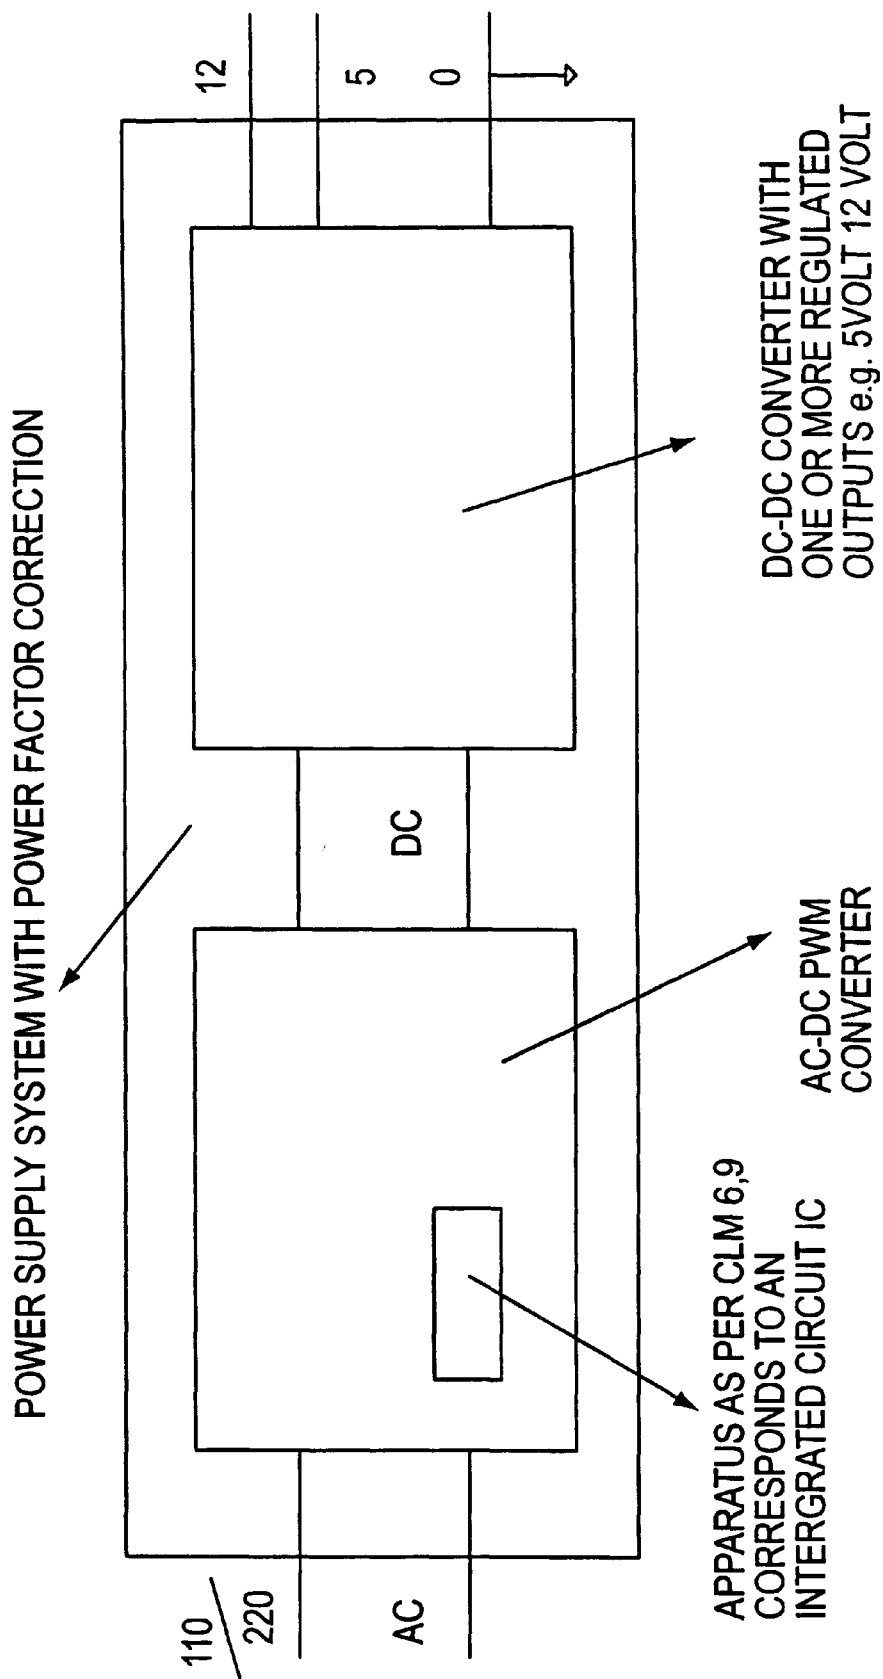 POWER SUPPLY SYSTEM WITH POWER FACTOR CORRECTION
110
220
AC
DC
12
5
0
APPARATUS AS PER CLM 6,9
CORRESPONDS TO AN
INTERGRATED CIRCUIT IC
AC-DC PWM
CONVERTER
DC-DC CONVERTER WITH
ONE OR MORE REGULATED
OUTPUTS e.g. 5VOLT 12 VOLT